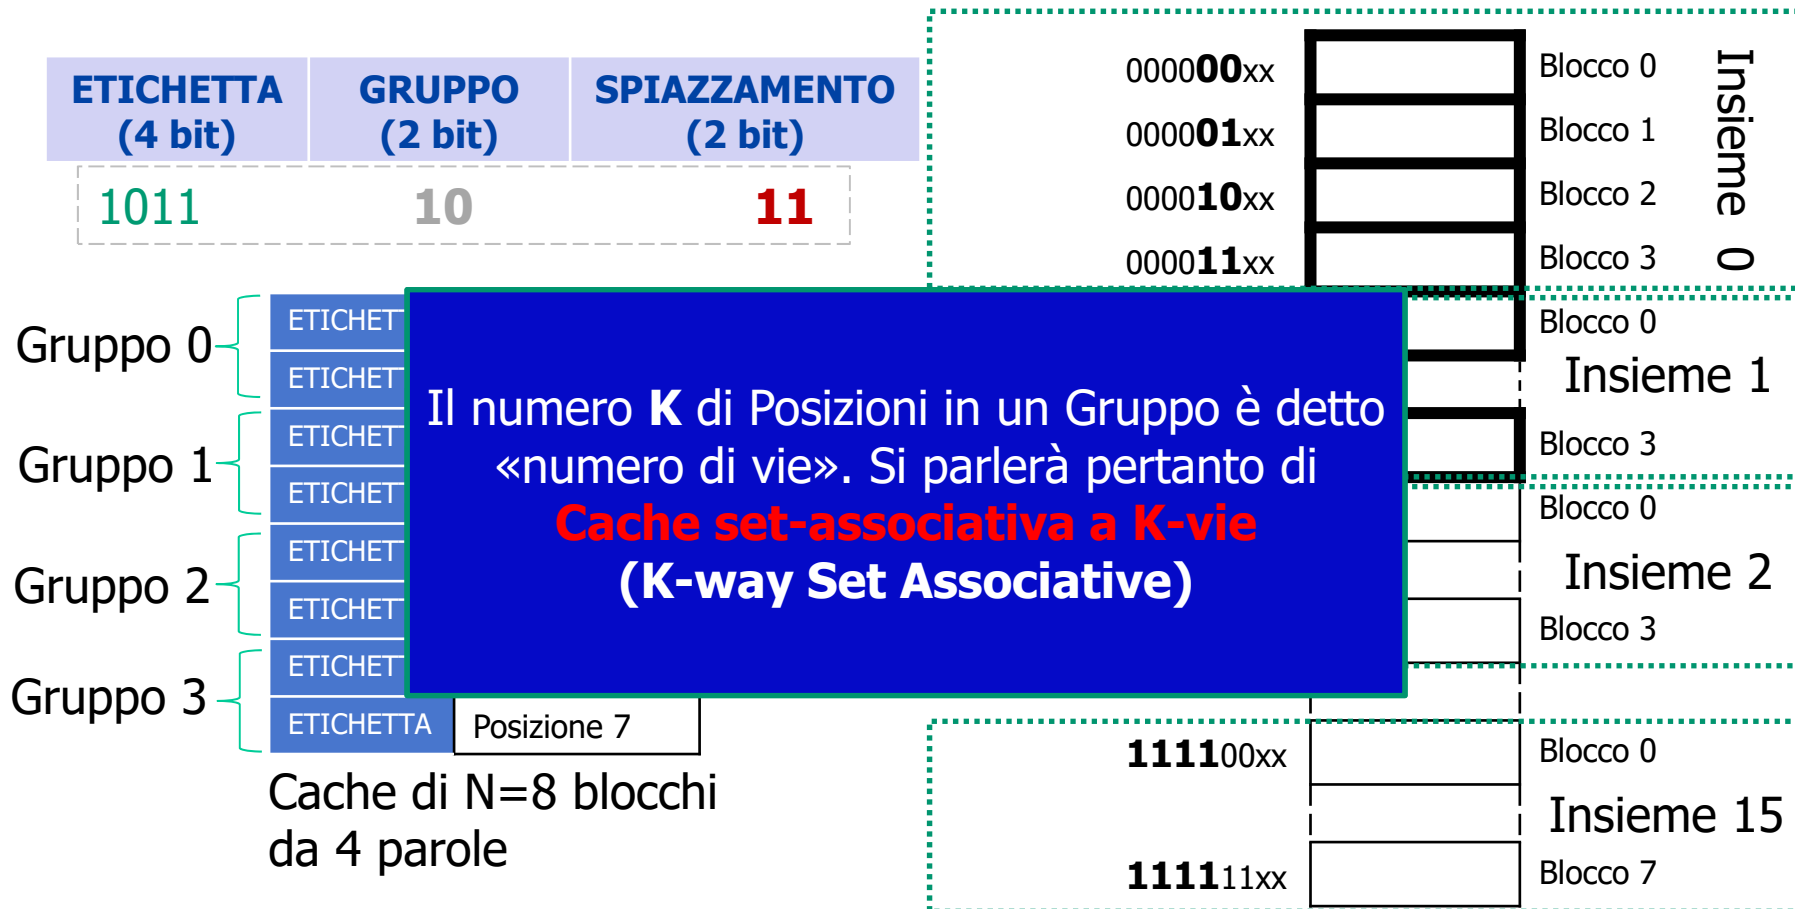 ETICHETTA
(4 bit)
GRUPPO
(2 bit)
SPIAZZAMENTO
(2 bit)
1011 10 11
Gruppo 0
Gruppo 1
Gruppo 2
Gruppo 3
ETICHET
ETICHET
ETICHET
ETICHET
ETICHET
ETICHET
ETICHET
ETICHETTA Posizione 7
Cache di N=8 blocchi
da 4 parole
Il numero K di Posizioni in un Gruppo è detto
«numero di vie». Si parlerà pertanto di
Cache set-associativa a K-vie
(K-way Set Associative)
000000xx Blocco 0
000001xx Blocco 1
000010xx Blocco 2
000011xx Blocco 3
Insieme 0
Blocco 0
Insieme 1
Blocco 3
Blocco 0
Insieme 2
Blocco 3
111100xx Blocco 0
Insieme 15
111111xx Blocco 7